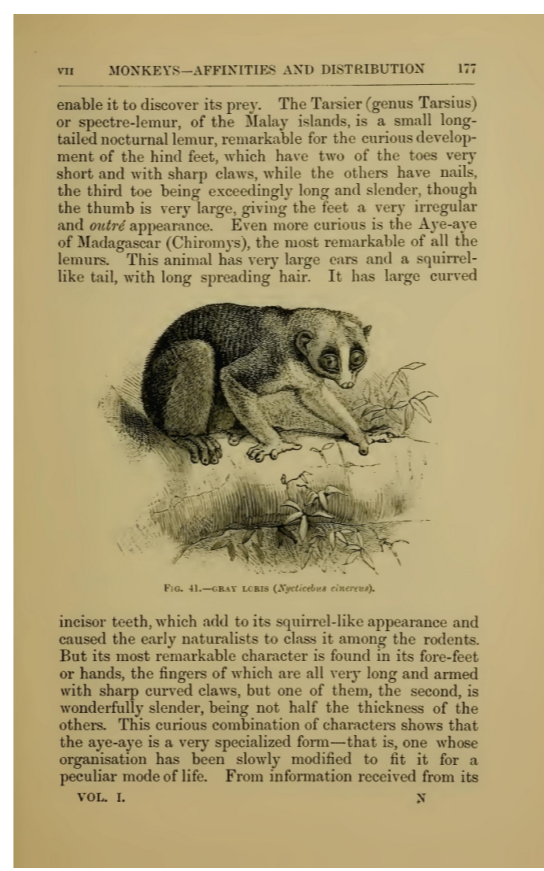 VII MONKEYS—AFFINITIES AND DISTRIBUTION 177
enable it to discover its prey. The Tarsier (genus Tarsius)
or spectre-lemur, of the Malay islands, is a small long-
tailed nocturnal lemur, remarkable for the curious develop-
ment of the hind feet, which have two of the toes very
short and with sharp claws, while the others have nails,
the third toe being exceedingly long and slender, though
the thumb is very large, giving the feet a very irregular
and outré appearance. Even more curious is the Aye-aye
of Madagascar (Chiromys), the most remarkable of all the
lemurs. This animal has very large ears and a squirrel-
like tail, with long spreading hair. It has large curved
FIG. 41.—GRAY LORIS (Nycticebus cinereus).
incisor teeth, which add to its squirrel-like appearance and
caused the early naturalists to class it among the rodents.
But its most remarkable character is found in its fore-feet
or hands, the fingers of which are all very long and armed
with sharp curved claws, but one of them, the second, is
wonderfully slender, being not half the thickness of the
others. This curious combination of characters shows that
the aye-aye is a very specialized form—that is, one whose
organisation has been slowly modified to fit it for a
peculiar mode of life. From information received from its
VOL. I. N